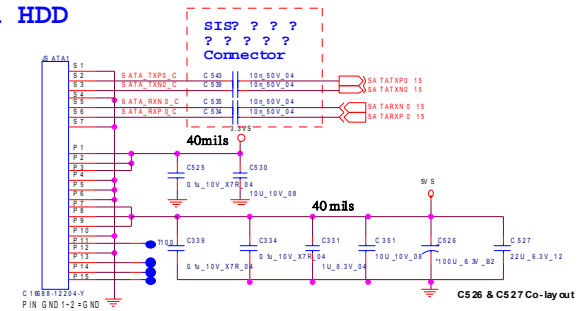 HDD
SIS? ? ? ?
? ? ? ? ?
Connector
JSATA1
S1
S2
S3
S4
S5
S6
S7
SATA_TXP0_C C543 10n_50V_04 SATATXP0 15
SATA_TXN0_C C539 10n_50V_04 SATATXN0 15
SATA_RXN0_C C535 10n_50V_04 SATARXN0 15
SATA_RXP0_C C534 10n_50V_04 SATARXP0 15
3.3VS
40mils
P1
P2
P3
P4
P5
P6
P7
P8
P9
P10
P11
P12
P13
P14
P15
C525
0.1u_10V_X7R_04
C530
10U_10V_08
40mils
5VS
T100
C339
0.1u_10V_X7R_04
C334
0.1u_10V_X7R_04
C331
1U_6.3V_04
C351
10U_10V_08
C526
*100U_6.3V_B2
C527
22U_6.3V_12
C16688-12204-Y
PIN GND1~2=GND
C526 & C527 Co-layout